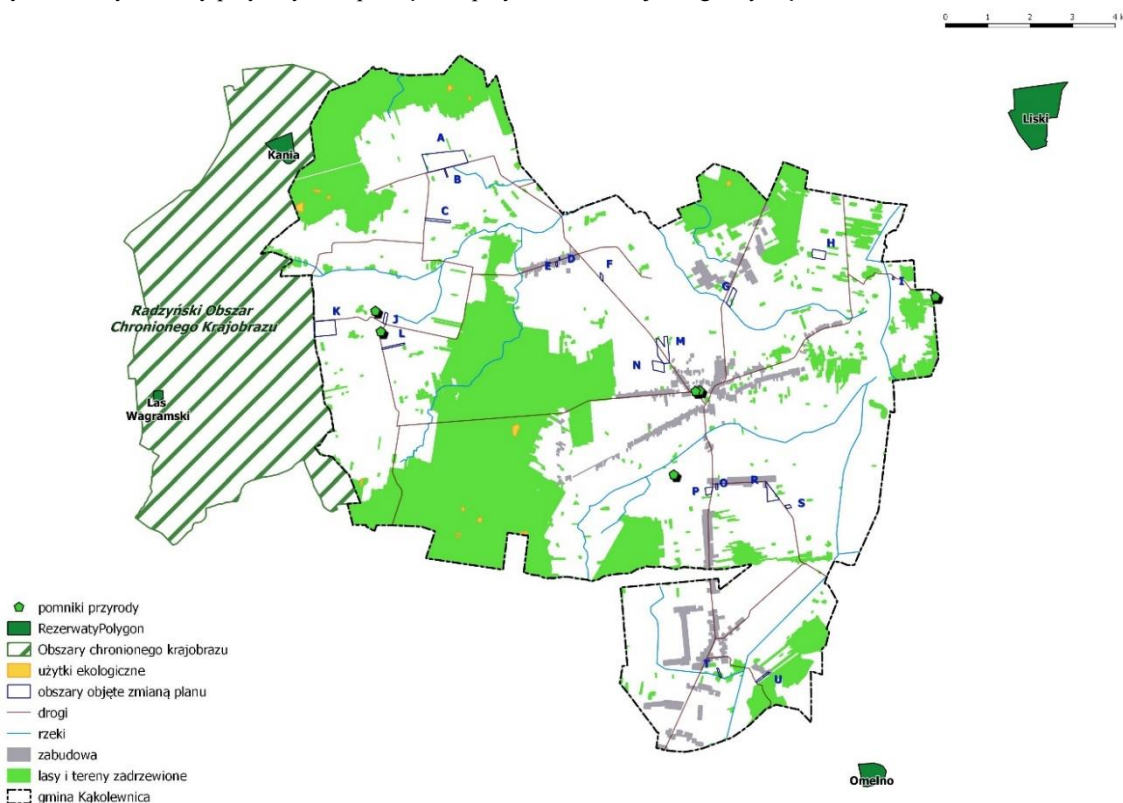 0 1 2 3 4 k
Liski
Kania
A
B
C
H
E D
F
I
G
Radzyński Obszar
Chronionego Krajobrazu
K
J
L
M
N
Las
Wagramski
P O R
S
T
U
Omelno
pomniki przyrody
RezerwatyPolygon
Obszary chronionego krajobrazu
użytki ekologiczne
obszary objęte zmianą planu
drogi
rzeki
zabudowa
lasy i tereny zadrzewione
gmina Kąkolewnica